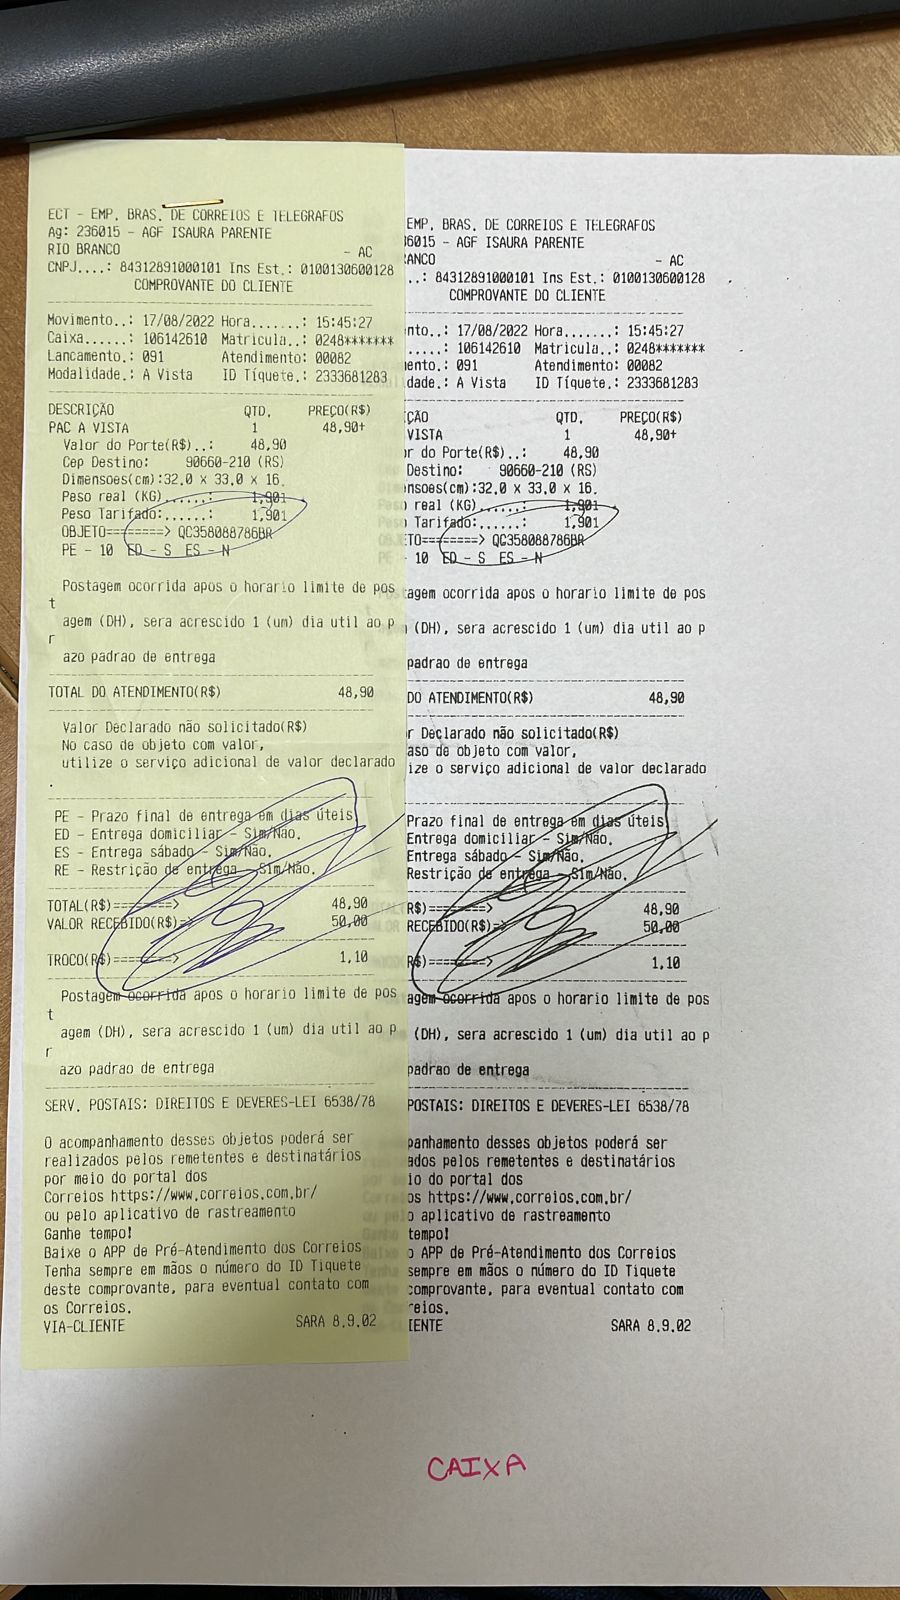 ECT - EMP. BRAS. DE CORREIOS E TELEGRAFOS
Ag: 236015 - AGF ISAURA PARENTE
RIO BRANCO - AC
CNPJ....: 84312891000101 Ins Est.: 0100130600128
COMPROVANTE DO CLIENTE
Movimento..: 17/08/2022 Hora.......: 15:45:27
Caixa......: 106142610 Matricula..: 0248*******
Lancamento.: 091 Atendimento: 00082
Modalidade.: A Vista ID Tíquete.: 2333681283
DESCRIÇÃO QTD. PREÇO(R$)
PAC A VISTA 1 48,90+
Valor do Porte(R$)..: 48,90
Cep Destino: 90660-210 (RS)
Dimensoes(cm):32.0 x 33.0 x 16.
Peso real (KG)......: 1,901
Peso Tarifado:......: 1,901
OBJETO========> QC358088786BR
PE - 10 ED - S ES - N
Postagem ocorrida apos o horario limite de pos
t
agem (DH), sera acrescido 1 (um) dia util ao p
r
azo padrao de entrega
TOTAL DO ATENDIMENTO(R$) 48,90
Valor Declarado não solicitado(R$)
No caso de objeto com valor,
utilize o serviço adicional de valor declarado
.
PE - Prazo final de entrega em dias úteis
ED - Entrega domiciliar - Sim/Não.
ES - Entrega sábado - Sim/Não.
RE - Restrição de entrega - Sim/Não.
TOTAL(R$)========> 48,90
VALOR RECEBIDO(R$)=> 50,00
TROCO(R$)========> 1,10
Postagem ocorrida apos o horario limite de pos
t
agem (DH), sera acrescido 1 (um) dia util ao p
r
azo padrao de entrega
SERV. POSTAIS: DIREITOS E DEVERES-LEI 6538/78
O acompanhamento desses objetos poderá ser
realizados pelos remetentes e destinatários
por meio do portal dos
Correios https://www.correios.com.br/
ou pelo aplicativo de rastreamento
Ganhe tempo!
Baixe o APP de Pré-Atendimento dos Correios
Tenha sempre em mãos o número do ID Tiquete
deste comprovante, para eventual contato com
os Correios.
VIA-CLIENTE SARA 8.9.02
EMP. BRAS. DE CORREIOS E TELEGRAFOS
36015 - AGF ISAURA PARENTE
ANCO - AC
..: 84312891000101 Ins Est.: 0100130600128
COMPROVANTE DO CLIENTE
nto..: 17/08/2022 Hora.......: 15:45:27
.....: 106142610 Matricula..: 0248*******
ento.: 091 Atendimento: 00082
dade.: A Vista ID Tíquete.: 2333681283
ÇÃO QTD. PREÇO(R$)
VISTA 1 48,90+
r do Porte(R$)..: 48,90
Destino: 90660-210 (RS)
nsoes(cm):32.0 x 33.0 x 16.
real (KG)......: 1,901
Tarifado:......: 1,901
TO========> QC358088786BR
- 10 ED - S ES - N
agem ocorrida apos o horario limite de pos
(DH), sera acrescido 1 (um) dia util ao p
padrao de entrega
DO ATENDIMENTO(R$) 48,90
r Declarado não solicitado(R$)
aso de objeto com valor,
ize o serviço adicional de valor declarado
Prazo final de entrega em dias úteis
Entrega domiciliar - Sim/Não.
Entrega sábado - Sim/Não.
Restrição de entrega - Sim/Não.
R$)========> 48,90
RECEBIDO(R$)=> 50,00
$)========> 1,10
agem ocorrida apos o horario limite de pos
(DH), sera acrescido 1 (um) dia util ao p
padrao de entrega
POSTAIS: DIREITOS E DEVERES-LEI 6538/78
panhamento desses objetos poderá ser
ados pelos remetentes e destinatários
io do portal dos
os https://www.correios.com.br/
o aplicativo de rastreamento
tempo!
o APP de Pré-Atendimento dos Correios
sempre em mãos o número do ID Tiquete
comprovante, para eventual contato com
reios.
IENTE SARA 8.9.02
CAIXA